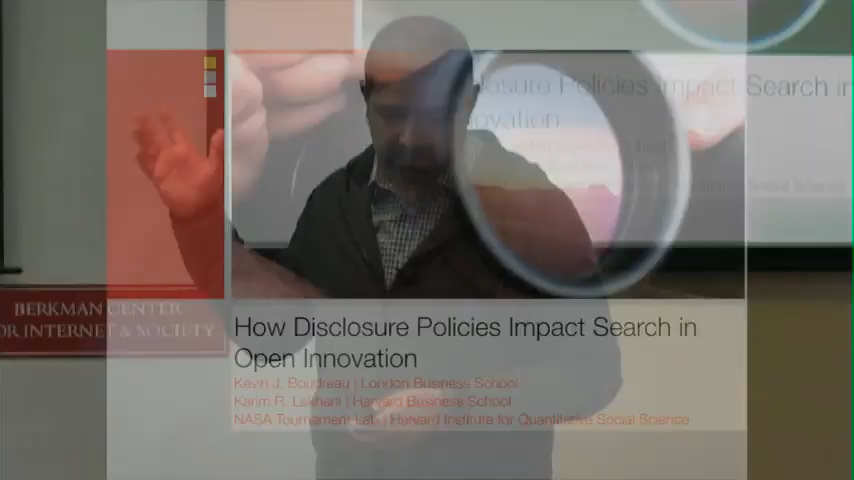 closure Policies Impact Search in
ovation
BERKMAN CENTER
OR INTERNET & SOCIETY
How Disclosure Policies Impact Search in
Open Innovation
Kevin J. Boudreau | London Business School
Karim R. Lakhani | Harvard Business School
NASA Tournament Lab | Harvard Institute for Quantitative Social Science